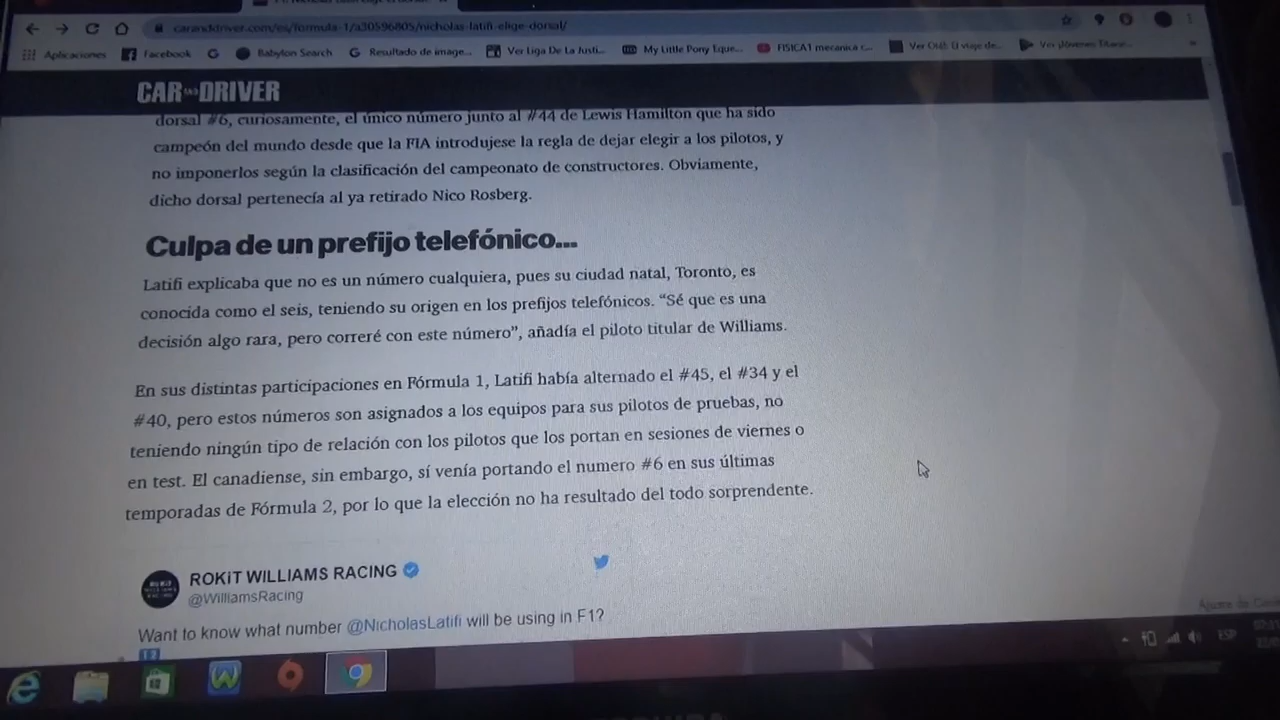 caranddriver.com/es/formula-1/a30596805/nicholas-latifi-elige-dorsal/
Aplicaciones Facebook Babylon Search Resultado de image... Ver Liga De La Justi... My Little Pony Eque... FISICA1 mecanica c... Ver
CAR AND DRIVER
dorsal #6, curiosamente, el único número junto al #44 de Lewis Hamilton que ha sido
campeón del mundo desde que la FIA introdujese la regla de dejar elegir a los pilotos, y
no imponerlos según la clasificación del campeonato de constructores. Obviamente,
dicho dorsal pertenecía al ya retirado Nico Rosberg.
Culpa de un prefijo telefónico...
Latifi explicaba que no es un número cualquiera, pues su ciudad natal, Toronto, es
conocida como el seis, teniendo su origen en los prefijos telefónicos. “Sé que es una
decisión algo rara, pero correré con este número”, añadía el piloto titular de Williams.
En sus distintas participaciones en Fórmula 1, Latifi había alternado el #45, el #34 y el
#40, pero estos números son asignados a los equipos para sus pilotos de pruebas, no
teniendo ningún tipo de relación con los pilotos que los portan en sesiones de viernes o
en test. El canadiense, sin embargo, sí venía portando el numero #6 en sus últimas
temporadas de Fórmula 2, por lo que la elección no ha resultado del todo sorprendente.
ROKiT WILLIAMS RACING
@WilliamsRacing
Want to know what number @NicholasLatifi will be using in F1?
ESP